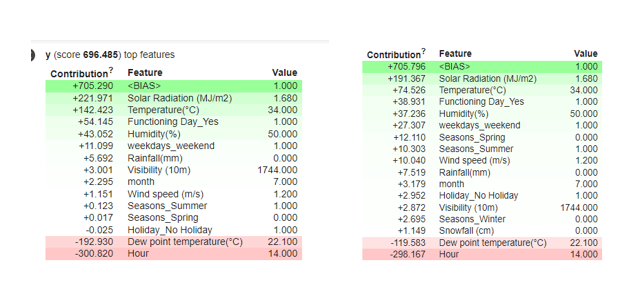 y (score 696.485) top features
Contribution? Feature Value
+705.290 <BIAS> 1.000
+221.971 Solar Radiation (MJ/m2) 1.680
+142.423 Temperature(°C) 34.000
+54.145 Functioning Day_Yes 1.000
+43.052 Humidity(%) 50.000
+11.099 weekdays_weekend 1.000
+5.692 Rainfall(mm) 0.000
+3.001 Visibility (10m) 1744.000
+2.295 month 7.000
+1.151 Wind speed (m/s) 1.200
+0.123 Seasons_Summer 1.000
+0.017 Seasons_Spring 0.000
-0.025 Holiday_No Holiday 1.000
-192.930 Dew point temperature(°C) 22.100
-300.820 Hour 14.000
Contribution? Feature Value
+705.796 <BIAS> 1.000
+191.367 Solar Radiation (MJ/m2) 1.680
+74.526 Temperature(°C) 34.000
+38.931 Functioning Day_Yes 1.000
+37.236 Humidity(%) 50.000
+27.307 weekdays_weekend 1.000
+12.110 Seasons_Spring 0.000
+10.303 Seasons_Summer 1.000
+10.040 Wind speed (m/s) 1.200
+7.519 Rainfall(mm) 0.000
+3.179 month 7.000
+2.952 Holiday_No Holiday 1.000
+2.872 Visibility (10m) 1744.000
+2.695 Seasons_Winter 0.000
+1.149 Snowfall (cm) 0.000
-119.583 Dew point temperature(°C) 22.100
-298.167 Hour 14.000